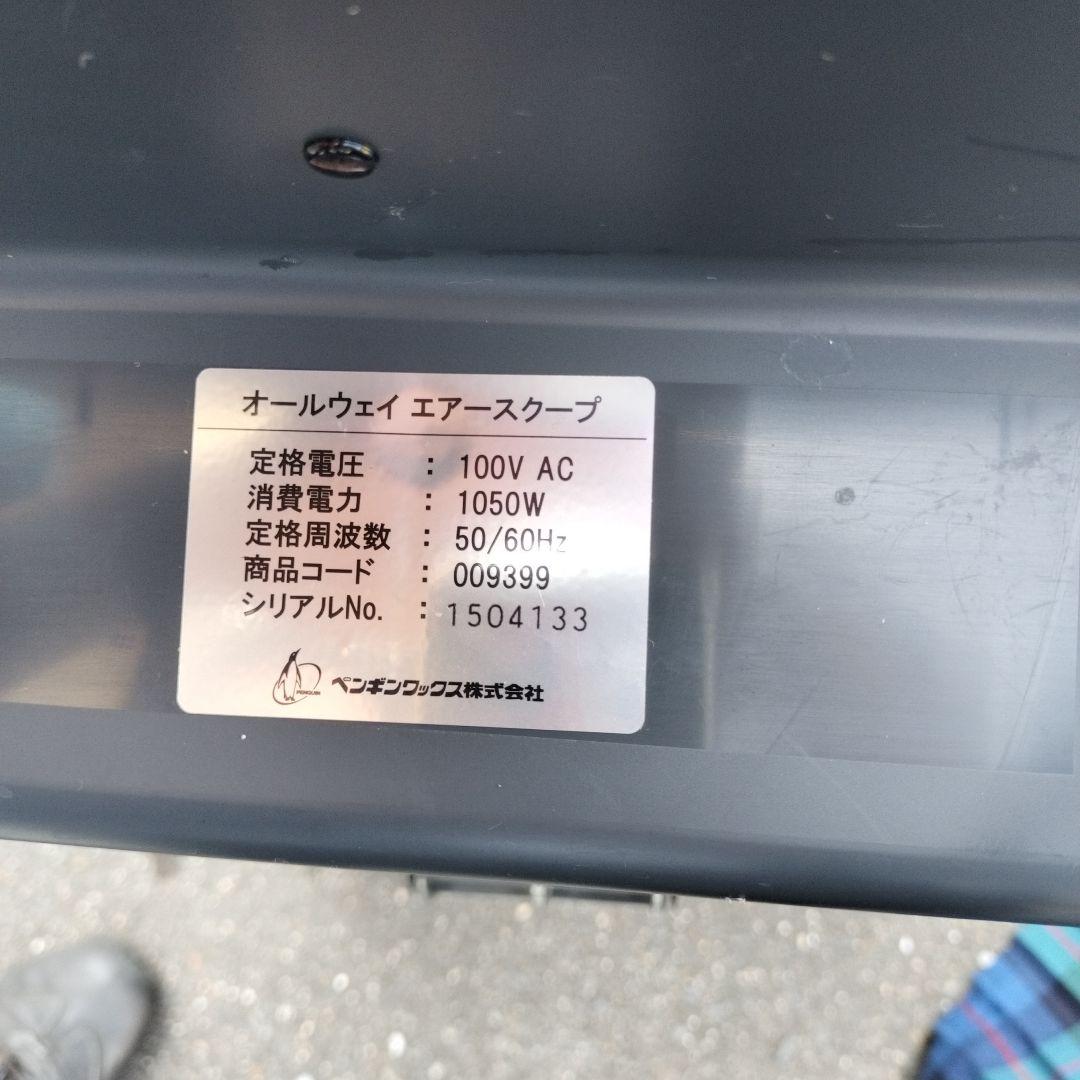 オールウェイ エアースクープ
定格電圧 : 100V AC
消費電力 : 1050W
定格周波数 : 50/60Hz
商品コード : 009399
シリアルNo. : 1504133
PENGUIN ペンギンワックス株式会社